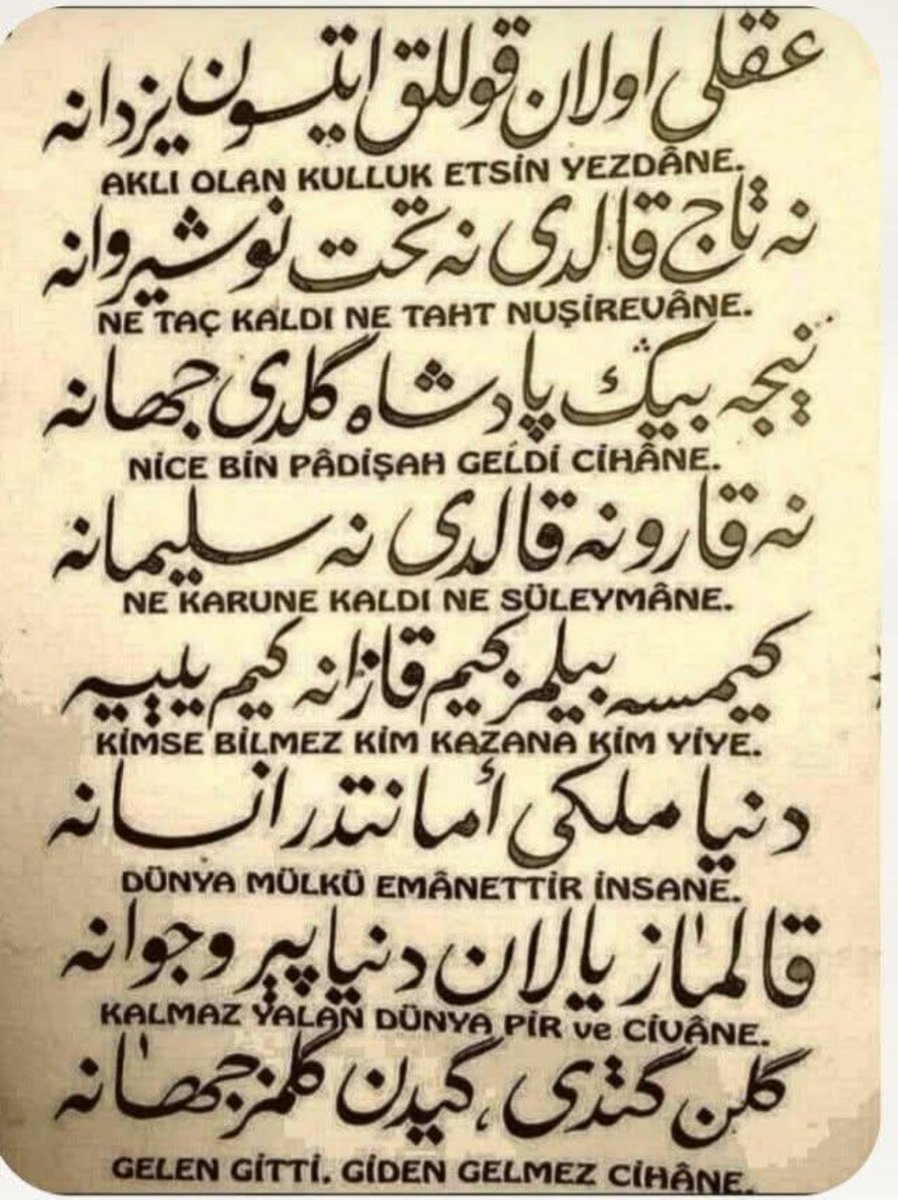 عقلی اولان قوللق ایتسون یزدانه
AKLI OLAN KULLUK ETSİN YEZDÂNE.
نه تاج قالدی نه تخت نوشیروانه
NE TAÇ KALDI NE TAHT NUŞİREVÂNE.
نیجه بیڭ پادشاه گلدی جهانه
NİCE BİN PÂDİŞAH GELDİ CİHÂNE.
نه قارونه قالدی نه سلیمانه
NE KARUNE KALDI NE SÜLEYMÂNE.
کیمسه بیلمز کیم قازانه کیم ییه
KİMSE BİLMEZ KİM KAZANA KİM YİYE.
دنیا ملکی أمانتدر انسانه
DÜNYA MÜLKÜ EMÂNETTİR İNSANE.
قالماز یالان دنیا پیر و جوانه
KALMAZ YALAN DÜNYA PİR ve CİVÂNE.
گلن گتدی، گیدن گلمز جهانه
GELEN GİTTİ. GİDEN GELMEZ CİHÂNE.